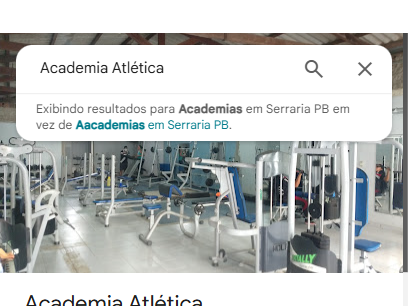 Academia Atlética
Exibindo resultados para Academias em Serraria PB em
vez de Aacademias em Serraria PB.
Academia Atlética